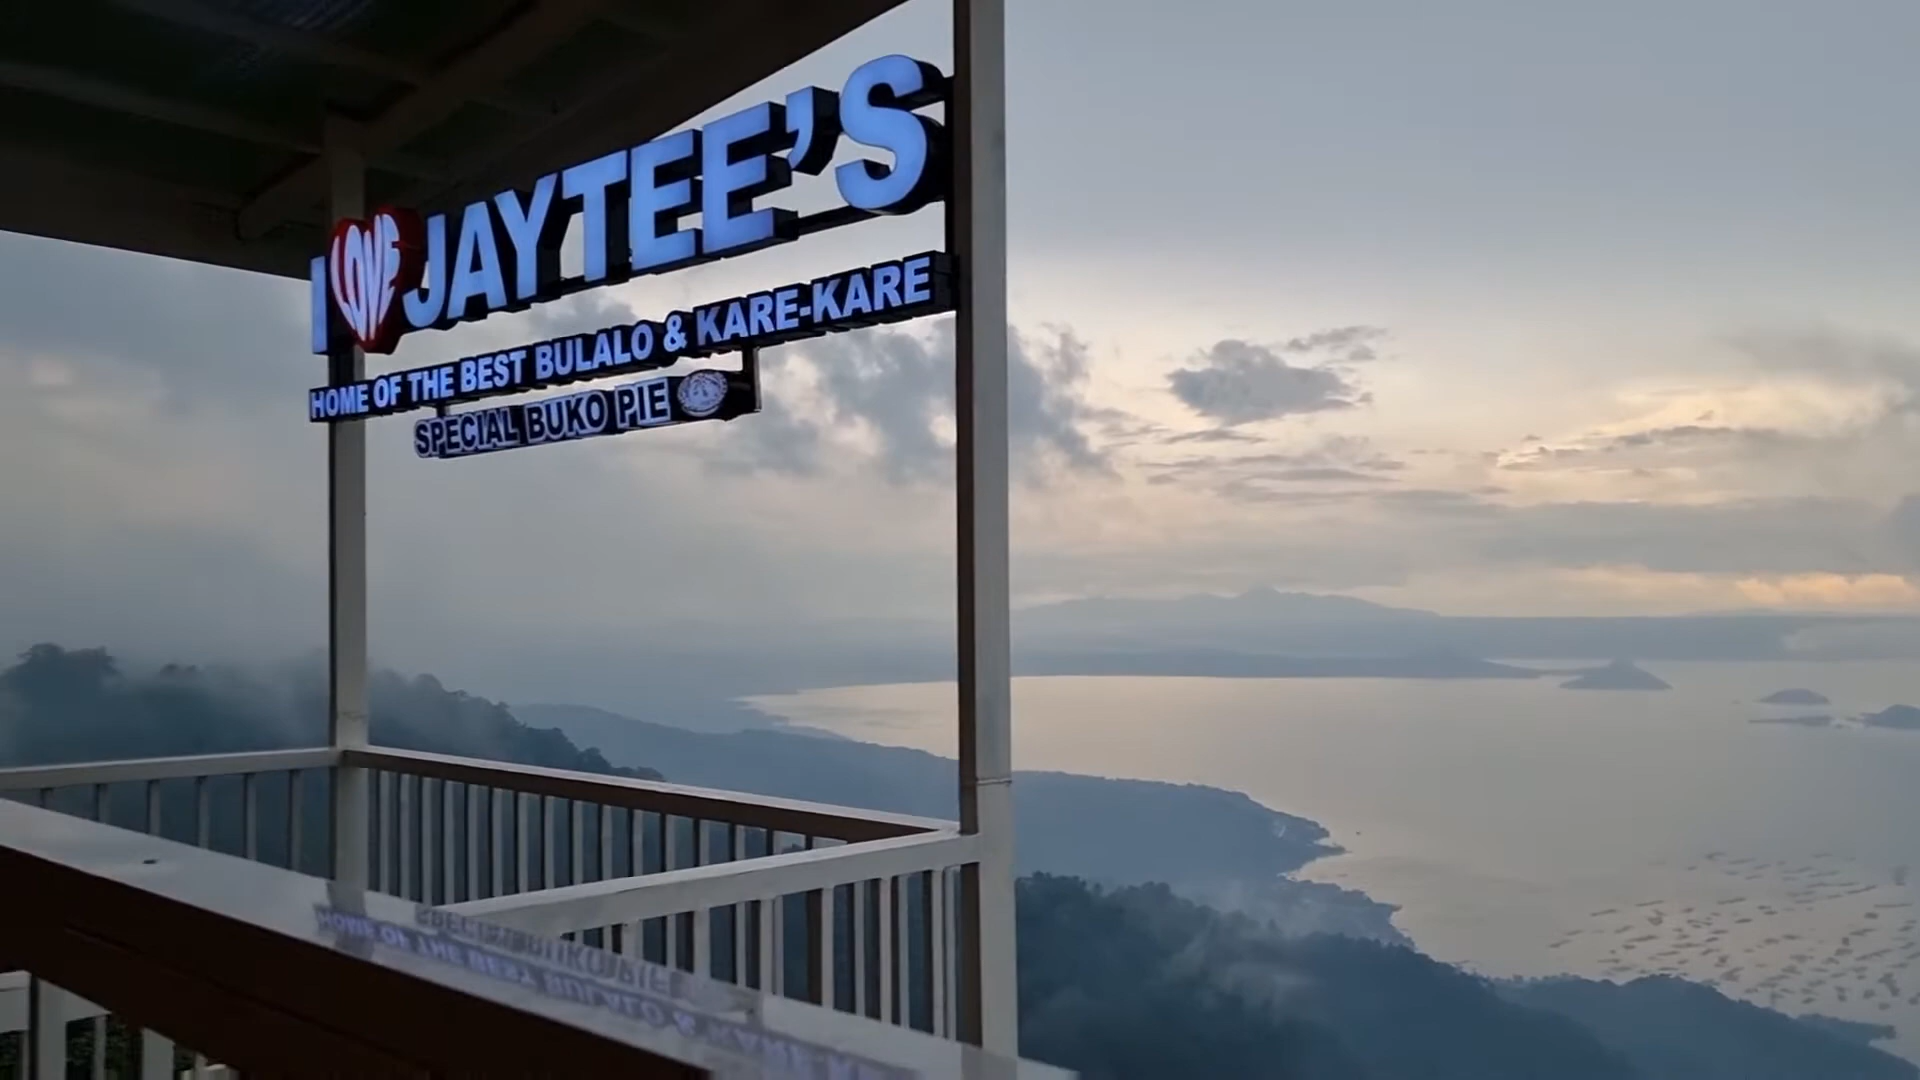 I LOVE JAYTEE'S
HOME OF THE BEST BULALO & KARE-KARE
SPECIAL BUKO PIE